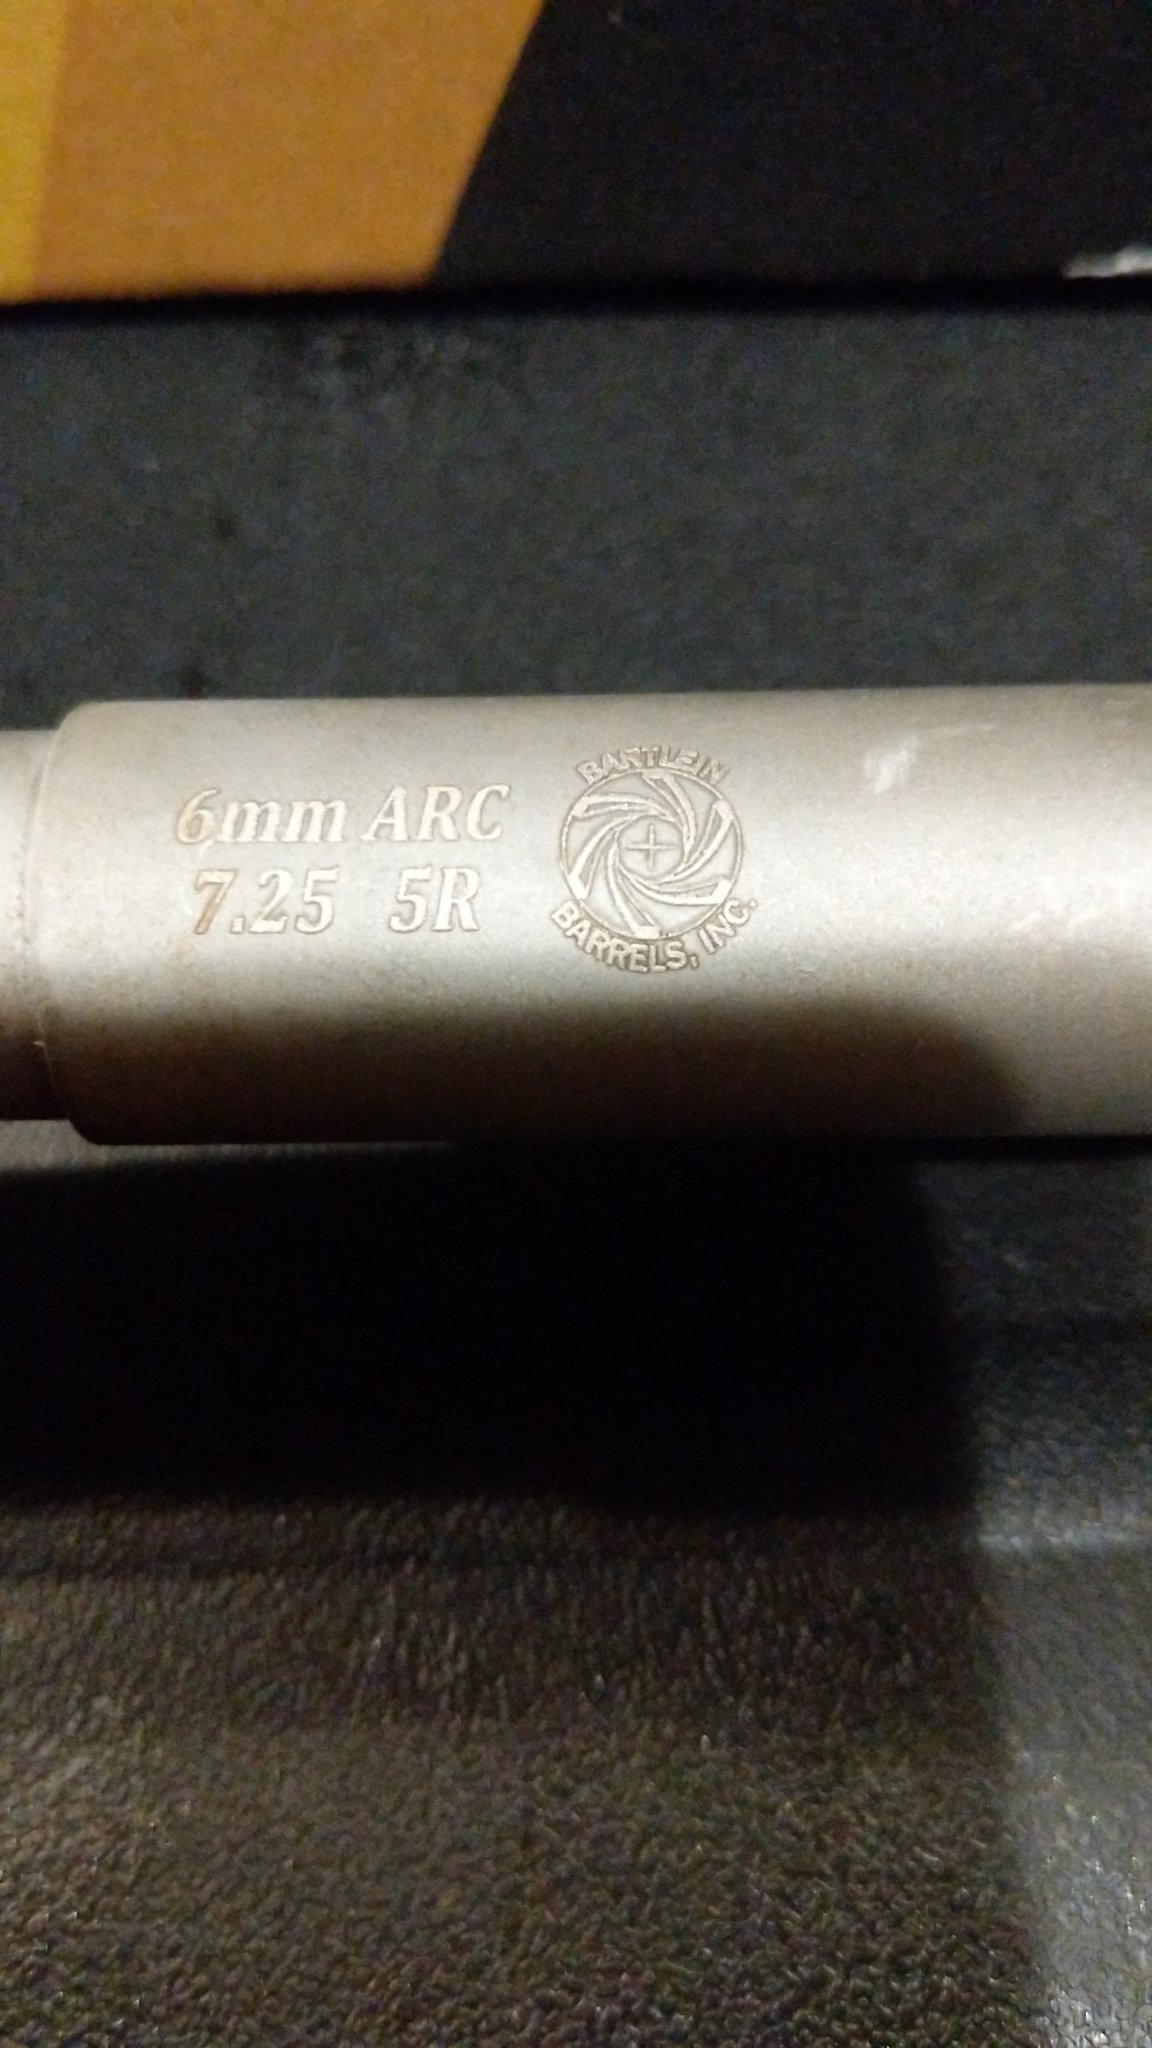 6mm ARC
7.25 5R
BARTLEIN
BARRELS, INC.